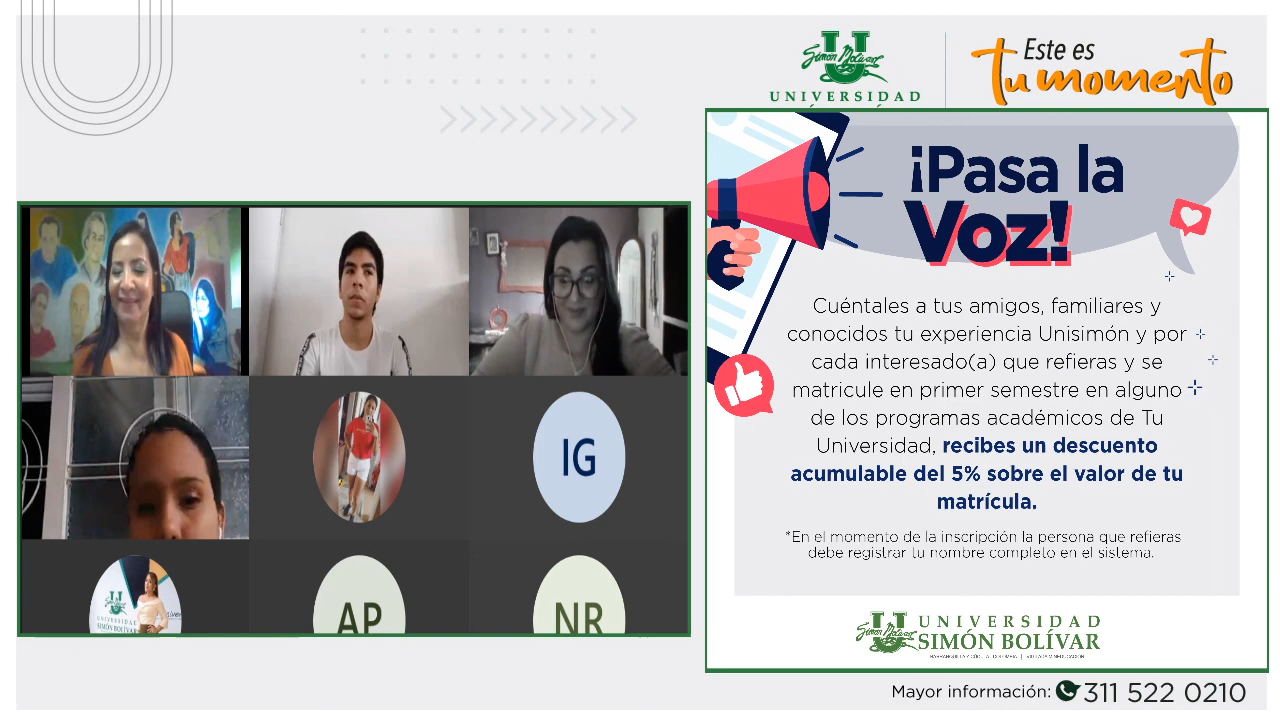 Simón Bolívar
UNIVERSIDAD
Este es
tu momento
¡Pasa la
Voz!
Cuéntales a tus amigos, familiares y
conocidos tu experiencia Unisimón y por
cada interesado(a) que refieras y se
matricule en primer semestre en alguno
de los programas académicos de Tu
Universidad, recibes un descuento
acumulable del 5% sobre el valor de tu
matrícula.
*En el momento de la inscripción la persona que refieras
debe registrar tu nombre completo en el sistema.
Simón Bolívar
UNIVERSIDAD
SIMÓN BOLÍVAR
Mayor información: 311 522 0210
IG
UNIVERSIDAD
SIMÓN BOLÍVAR
AP
NR